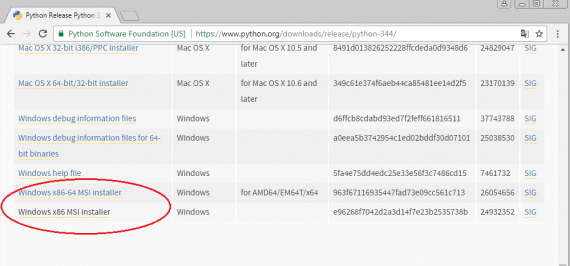 Python Release Python 3
Python Software Foundation [US] https://www.python.org/downloads/release/python-344/
Mac OS X 32-bit i386/PPC installer Mac OS X for Mac OS X 10.5 and later 8491d013826252228ffcdeda0d9348d6 24829047 SIG
Mac OS X 64-bit/32-bit installer Mac OS X for Mac OS X 10.6 and later 349c61e374f6aeb44ca85481ee14d2f5 23170139 SIG
Windows debug information files Windows d6ffcb8cdabd93ed7f2feff661816511 37743788 SIG
Windows debug information files for 64-bit binaries Windows a0eea5b3742954c1ed02bddf30d07101 25038530 SIG
Windows help file Windows 5fa4e75dd4edc25e33e56f3c7486cd15 7461732 SIG
Windows x86-64 MSI installer Windows for AMD64/EM64T/x64 963f67116935447fad73e09cc561c713 26054656 SIG
Windows x86 MSI installer Windows e96268f7042d2a3d14f7e23b2535738b 24932352 SIG